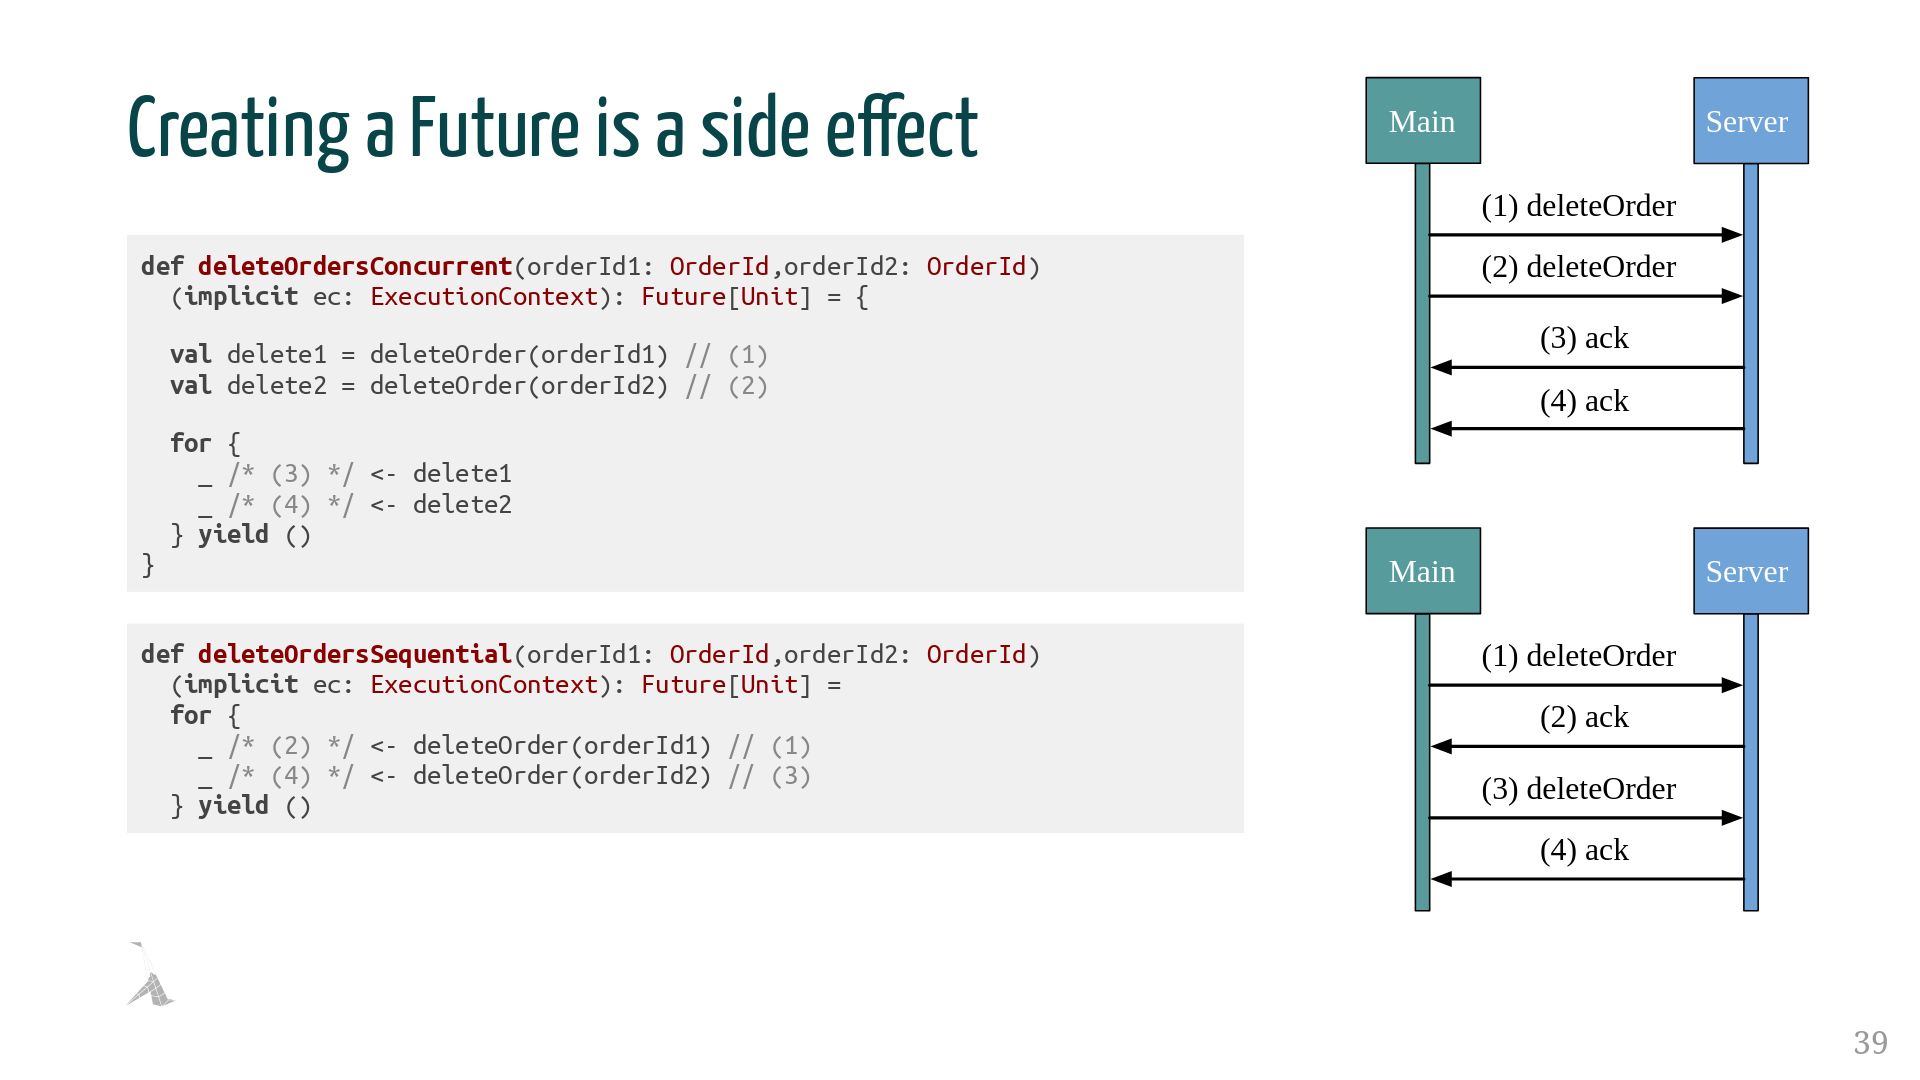 Creating a Future is a side effect
def deleteOrdersConcurrent(orderId1: OrderId,orderId2: OrderId)
  (implicit ec: ExecutionContext): Future[Unit] = {
  val delete1 = deleteOrder(orderId1) // (1)
  val delete2 = deleteOrder(orderId2) // (2)
  for {
    _ /* (3) */ <- delete1
    _ /* (4) */ <- delete2
  } yield ()
}
def deleteOrdersSequential(orderId1: OrderId,orderId2: OrderId)
  (implicit ec: ExecutionContext): Future[Unit] =
  for {
    _ /* (2) */ <- deleteOrder(orderId1) // (1)
    _ /* (4) */ <- deleteOrder(orderId2) // (3)
  } yield ()
Main
Server
(1) deleteOrder
(2) deleteOrder
(3) ack
(4) ack
Main
Server
(1) deleteOrder
(2) ack
(3) deleteOrder
(4) ack
39